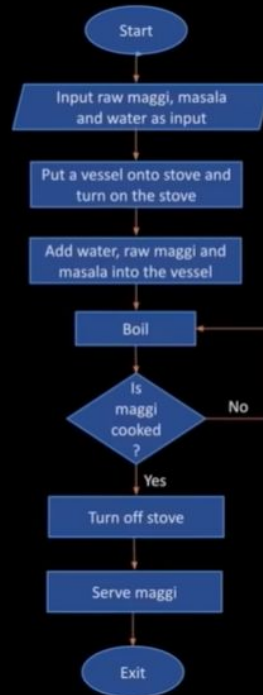 Start
Input raw maggi, masala
and water as input
Put a vessel onto stove and
turn on the stove
Add water, raw maggi and
masala into the vessel
Boil
Is
maggi
cooked
?
No
Yes
Turn off stove
Serve maggi
Exit